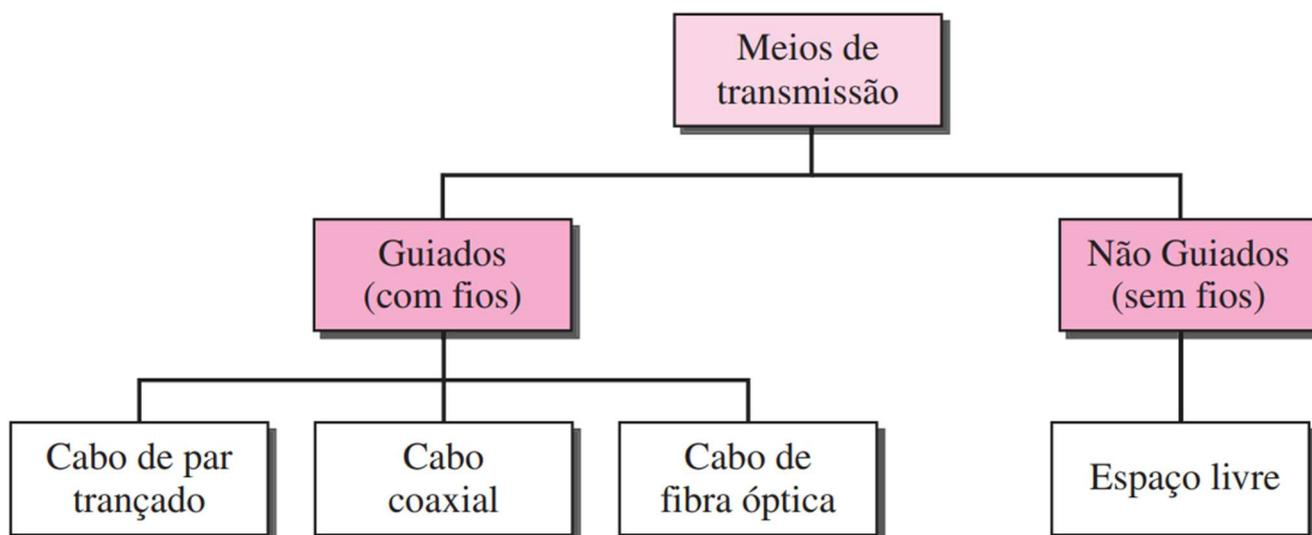 Meios de
transmissão
Guiados
(com fios)
Não Guiados
(sem fios)
Cabo de par
trançado
Cabo
coaxial
Cabo de
fibra óptica
Espaço livre